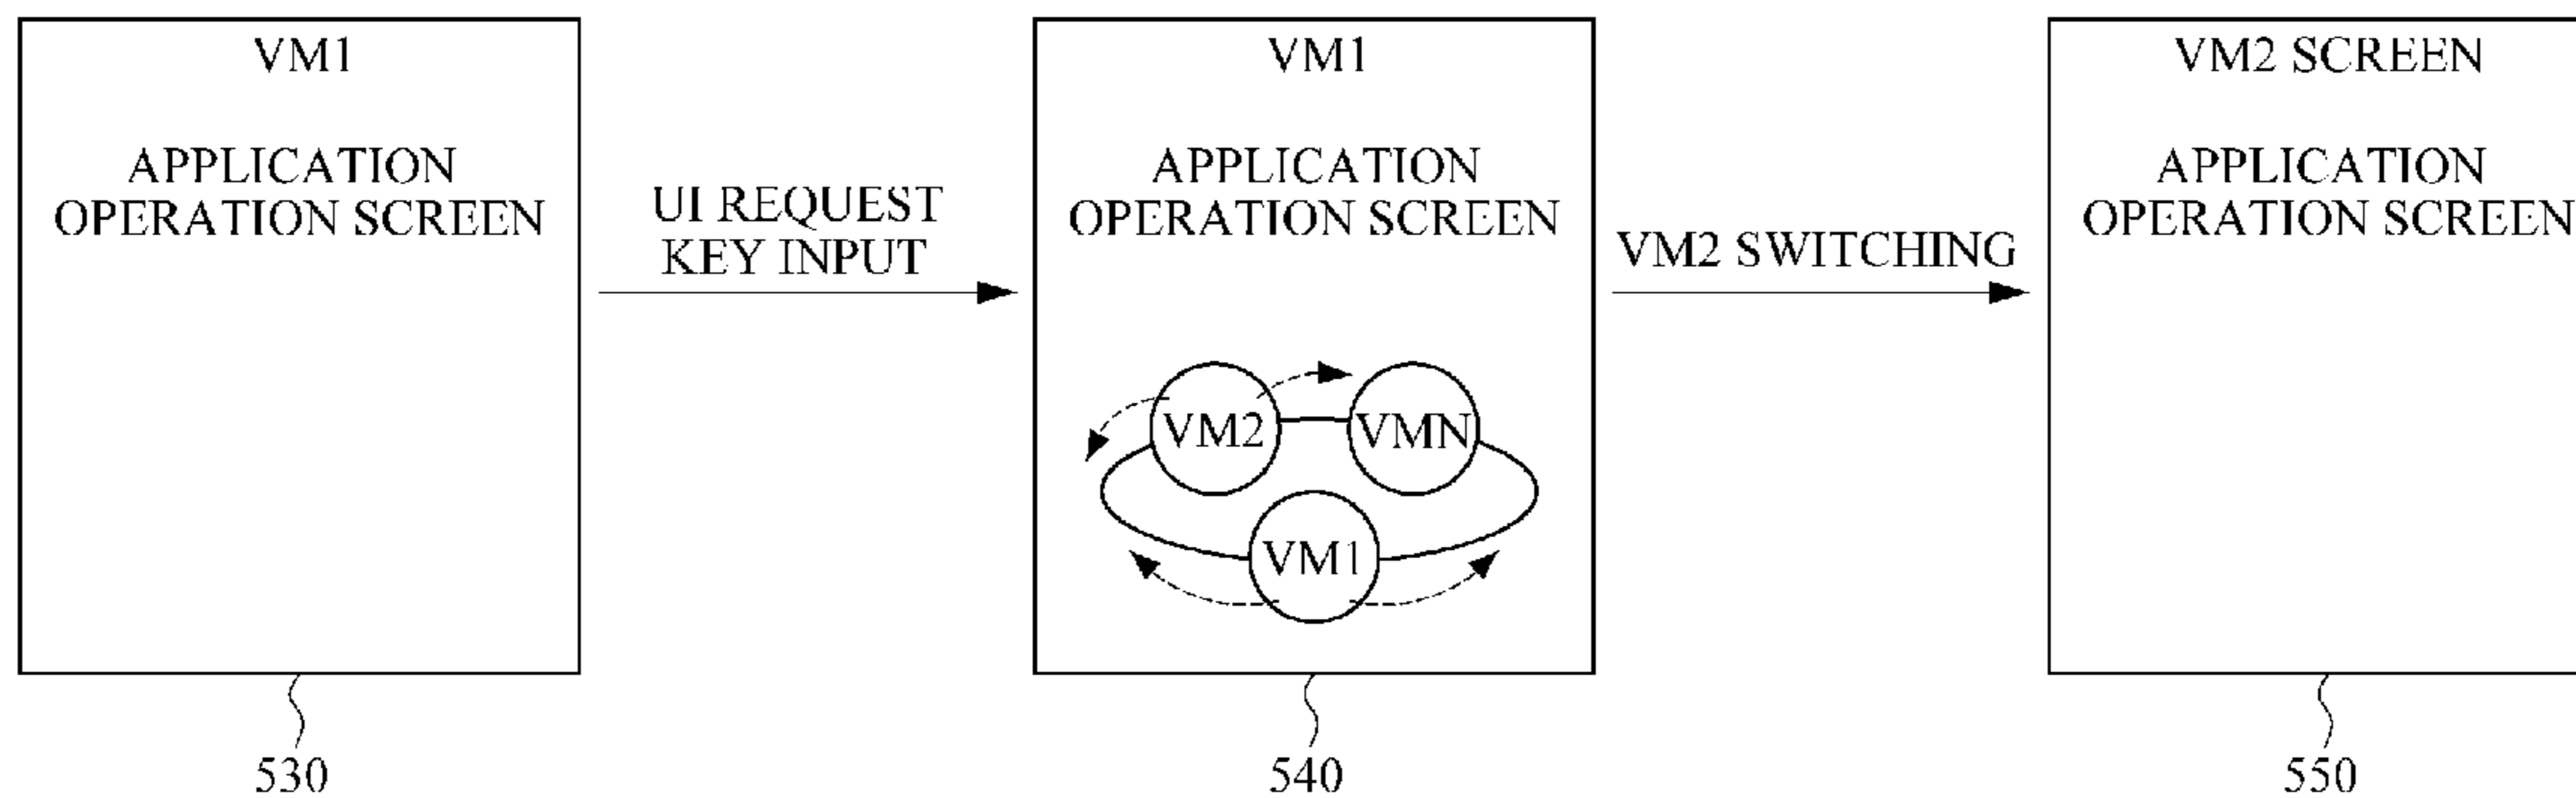 VM1
APPLICATION
OPERATION SCREEN
530
UI REQUEST
KEY INPUT
VM1
APPLICATION
OPERATION SCREEN
VM2
VMN
VM1
540
VM2 SWITCHING
VM2 SCREEN
APPLICATION
OPERATION SCREEN
550